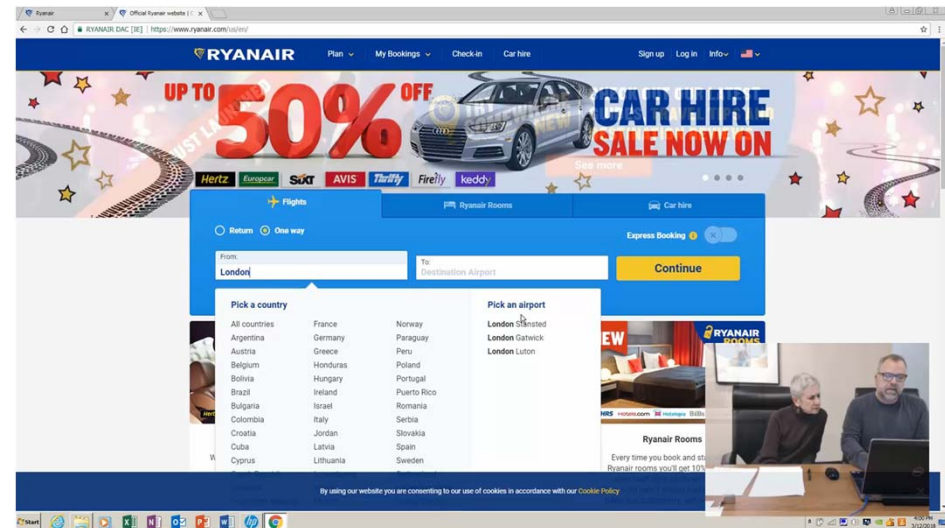 Ryanair
Official Ryanair website |
RYANAIR DAC [IE] | https://www.ryanair.com/us/en/
RYANAIR
Plan
My Bookings
Check-in
Car hire
Sign up
Log in
Info
UP TO 50% OFF
CAR HIRE
SALE NOW ON
JUST LAUNCHED
See more
Hertz Europcar Sixt AVIS Thrifty Firefly keddy
Flights
Ryanair Rooms
Car hire
Return One way
Express Booking
From:
London
To:
Destination Airport
Continue
Pick a country
All countries France Norway
Argentina Germany Paraguay
Austria Greece Peru
Belgium Honduras Poland
Bolivia Hungary Portugal
Brazil Ireland Puerto Rico
Bulgaria Israel Romania
Colombia Italy Serbia
Croatia Jordan Slovakia
Cuba Latvia Spain
Cyprus Lithuania Sweden
Pick an airport
London Stansted
London Gatwick
London Luton
RYANAIR
ROOMS
Ryanair Rooms
Every time you book and
Ryanair rooms you'll get 10%
By using our website you are consenting to our use of cookies in accordance with our Cookie Policy
Start
4:00 PM